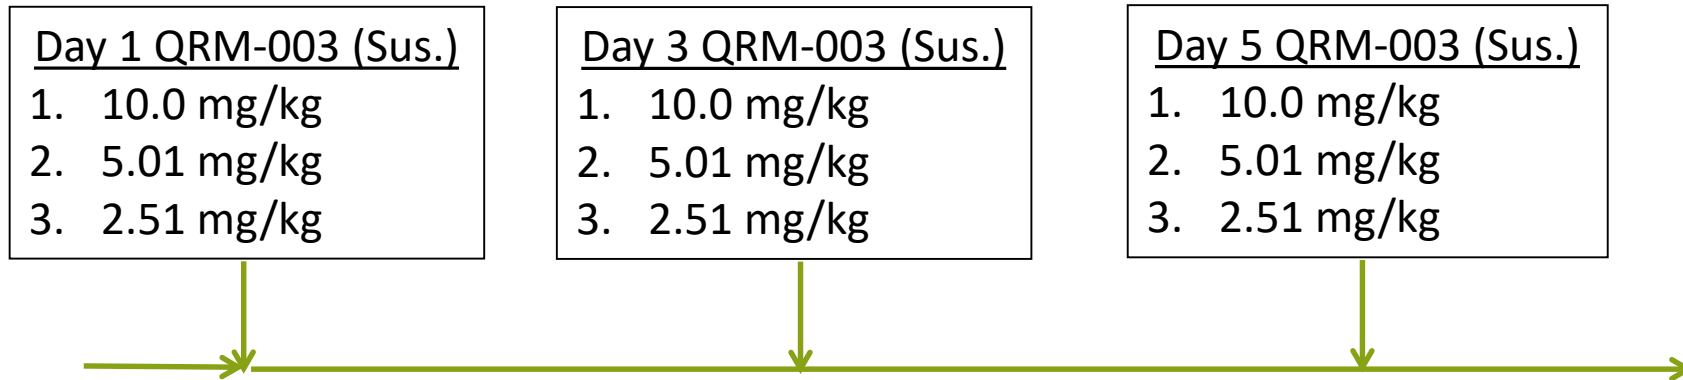 Day 1 QRM-003 (Sus.)
1. 10.0 mg/kg
2. 5.01 mg/kg
3. 2.51 mg/kg
Day 3 QRM-003 (Sus.)
1. 10.0 mg/kg
2. 5.01 mg/kg
3. 2.51 mg/kg
Day 5 QRM-003 (Sus.)
1. 10.0 mg/kg
2. 5.01 mg/kg
3. 2.51 mg/kg